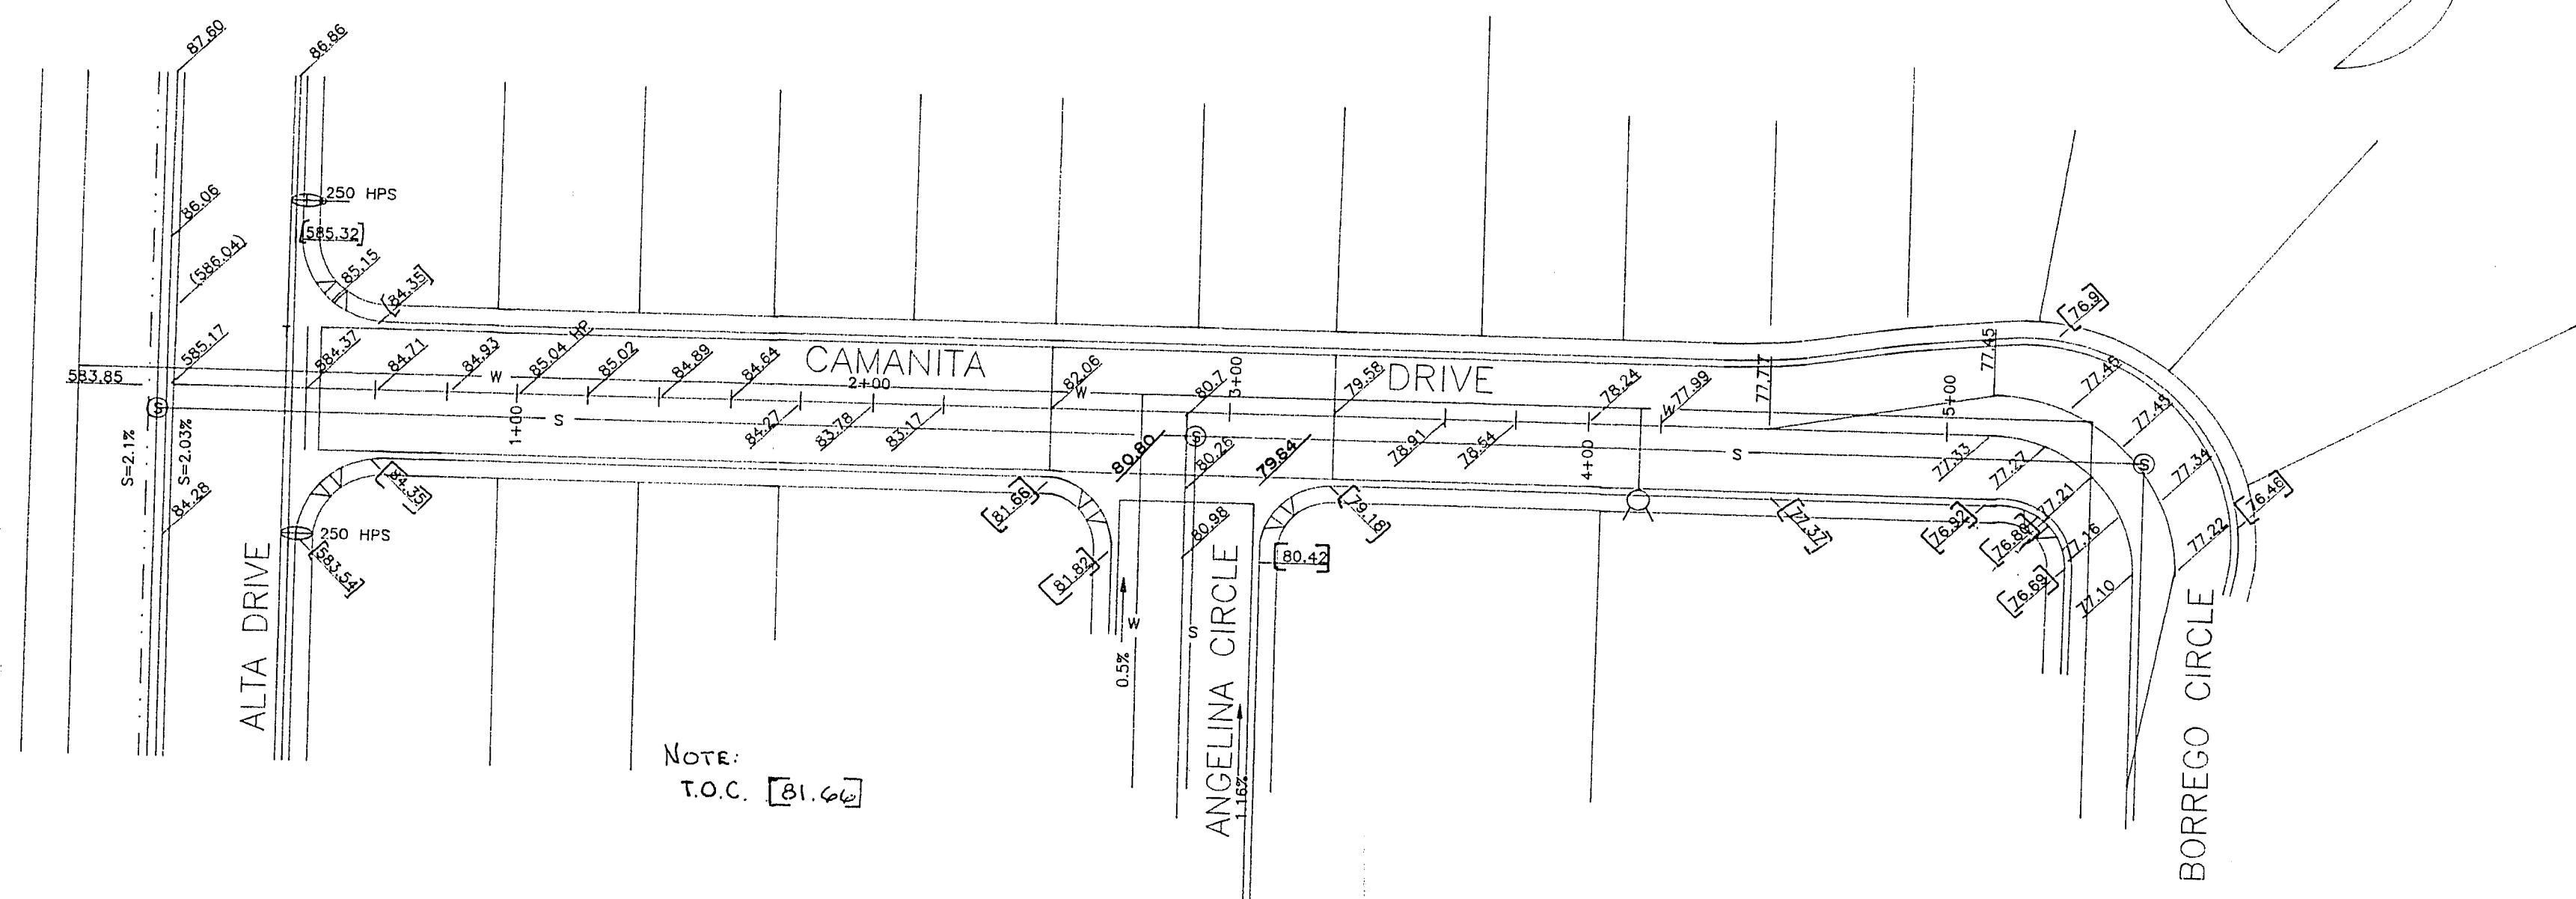 87.60
86.86
86.06
250 HPS
[585.32]
(586.04)
85.15
[84.35]
585.17
584.37
84.71
84.93
85.04 HP
85.02
84.89
84.64
CAMANITA DRIVE
583.85
W
2+00
82.06
W
80.7
3+00
79.58
78.24
77.99
77.77
77.45
[76.9]
77.46
77.45
77.34
77.22
[76.46]
S
S=2.1%
S=2.03%
84.28
1+00
S
84.27
83.78
83.17
80.80
S
80.26
79.64
78.91
78.54
4+00
W
S
5+00
77.33
77.27
77.21
77.16
77.10
S
[84.35]
250 HPS
[583.54]
[81.66]
[81.82]
80.98
[80.42]
[79.18]
[77.37]
[76.92]
[76.69]
T
W
S
0.5%
1.16%
ALTA DRIVE
ANGELINA CIRCLE
BORREGO CIRCLE
NOTE:
T.O.C. [81.66]